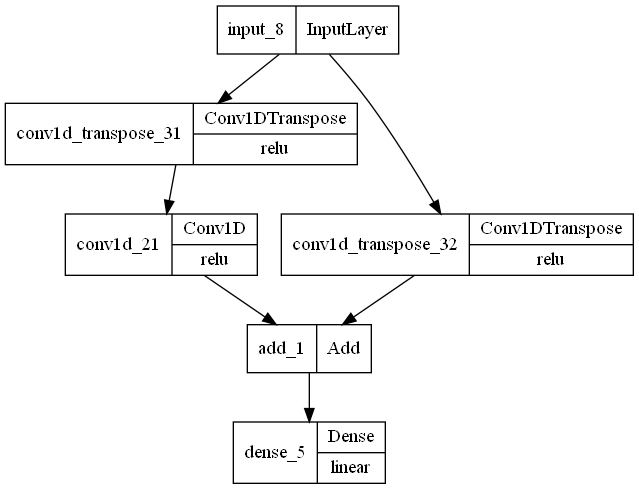 input_8 InputLayer
conv1d_transpose_31 Conv1DTranspose
relu
conv1d_21 Conv1D
relu
conv1d_transpose_32 Conv1DTranspose
relu
add_1 Add
dense_5 Dense
linear